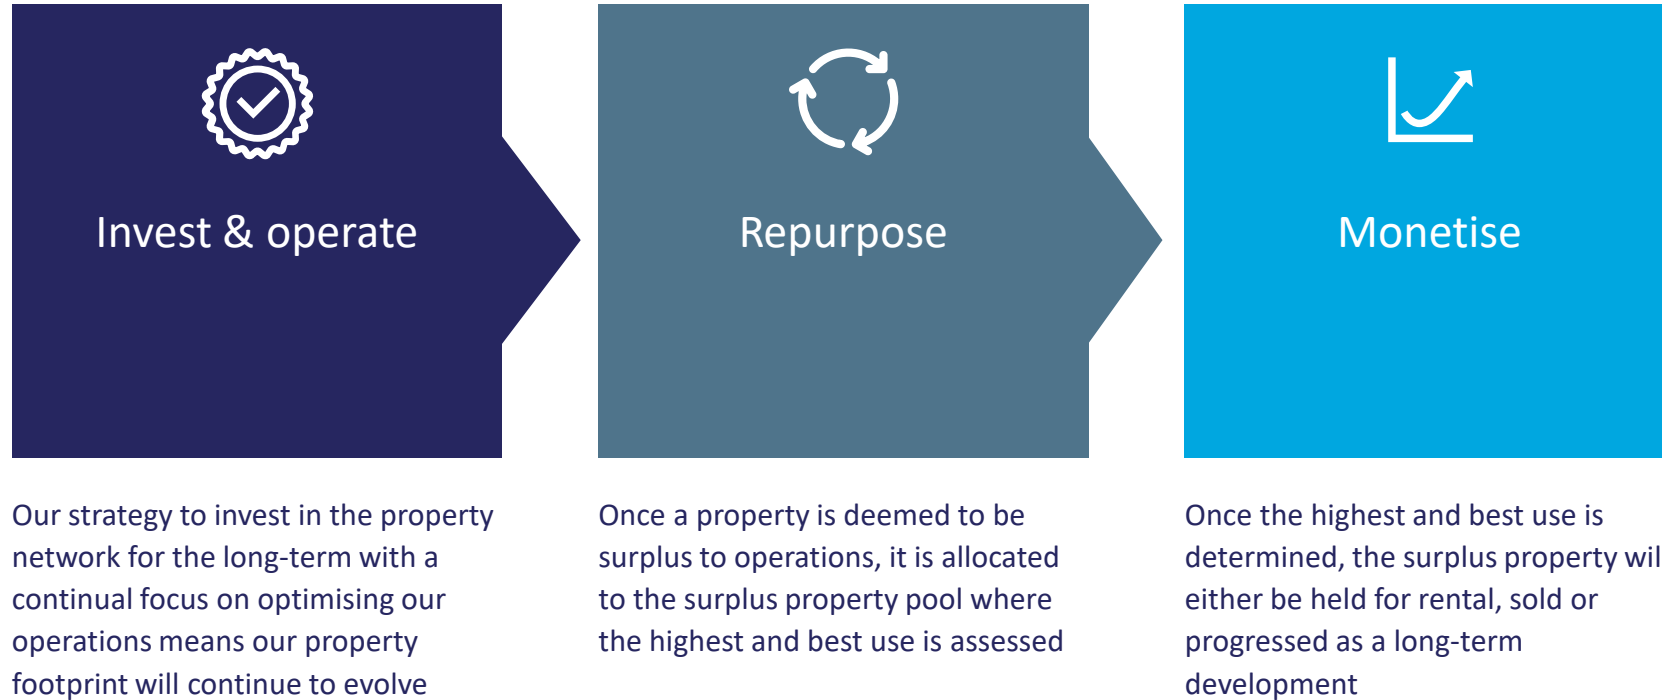 Invest & operate
Repurpose
Monetise
Our strategy to invest in the property
network for the long-term with a
continual focus on optimising our
operations means our property
footprint will continue to evolve
Once a property is deemed to be
surplus to operations, it is allocated
to the surplus property pool where
the highest and best use is assessed
Once the highest and best use is
determined, the surplus property wil
either be held for rental, sold or
progressed as a long-term
development